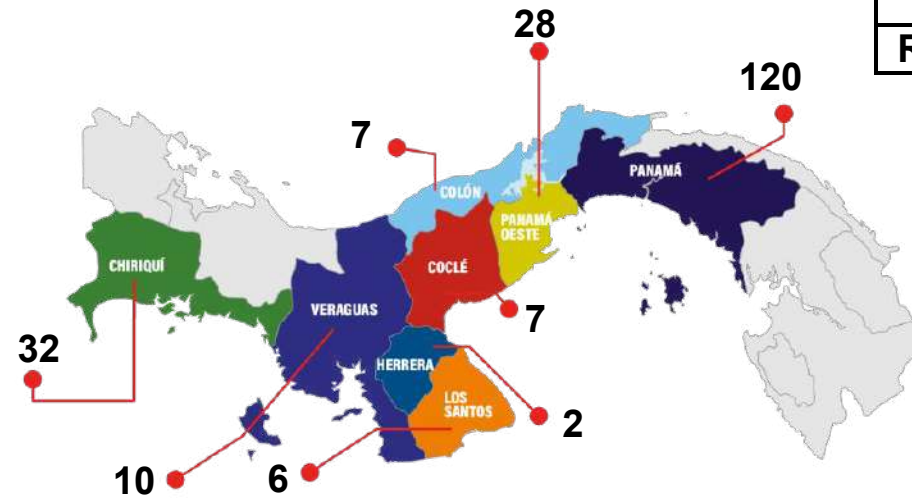 28
R
120
7
PANAMÁ
COLÓN
PANAMÁ
OESTE
CHIRIQUÍ
COCLÉ
VERAGUAS
7
32
HERRERA
LOS
SANTOS
2
10
6